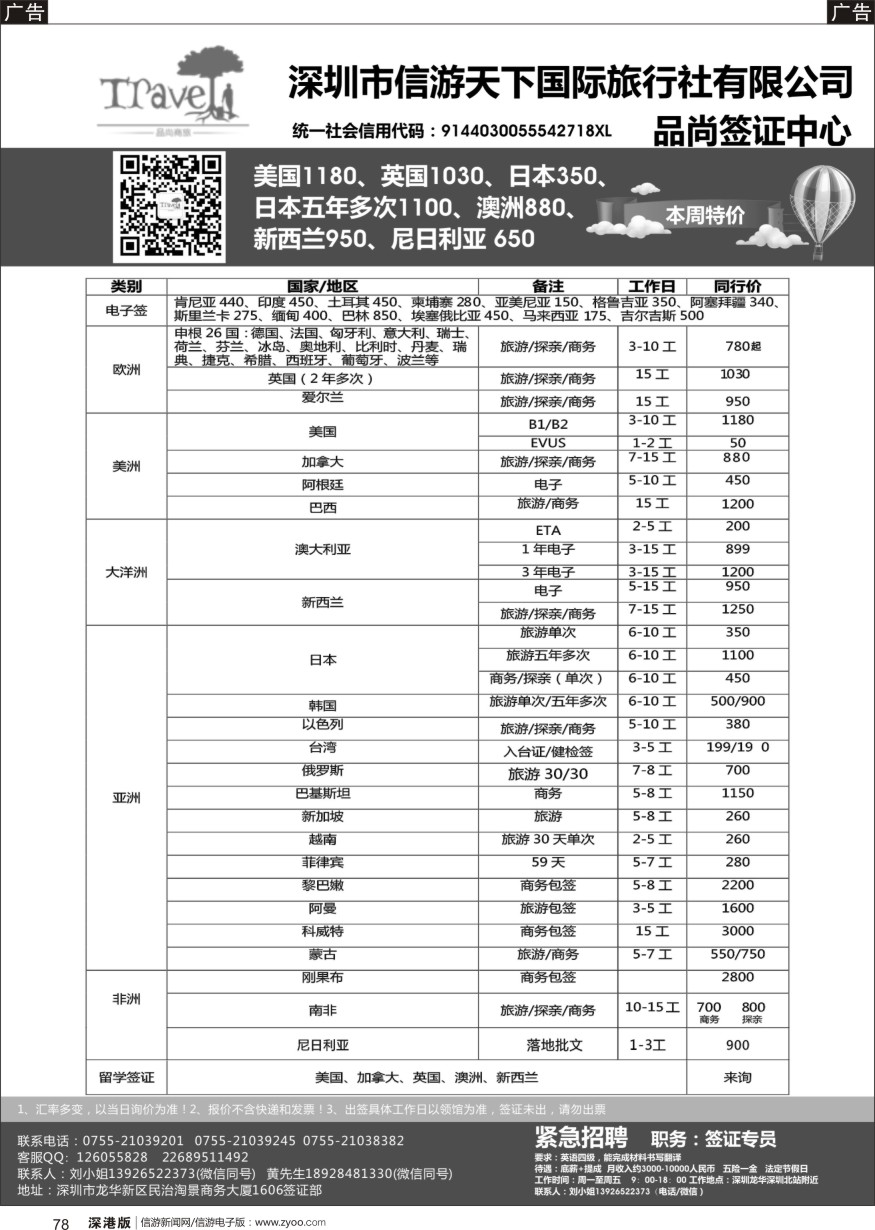 广告
广告
Travel
品尚商旅
深圳市信游天下国际旅行社有限公司
统一社会信用代码：9144030055542718XL
品尚签证中心
美国1180、英国1030、日本350、
日本五年多次1100、澳洲880、
新西兰950、尼日利亚 650
本周特价
类别 国家/地区 备注 工作日 同行价
电子签 肯尼亚 440、印度 450、土耳其 450、柬埔寨 280、亚美尼亚 150、格鲁吉亚 350、阿塞拜疆 340、
斯里兰卡 275、缅甸 400、巴林 850、埃塞俄比亚 450、马来西亚 175、吉尔吉斯 500
欧洲
申根 26 国：德国、法国、匈牙利、意大利、瑞士、
荷兰、芬兰、冰岛、奥地利、比利时、丹麦、瑞
典、捷克、希腊、西班牙、葡萄牙、波兰等
旅游/探亲/商务 3-10 工 780起
英国（2 年多次） 旅游/探亲/商务 15 工 1030
爱尔兰 旅游/探亲/商务 15 工 950
美洲
美国 B1/B2 3-10 工 1180
EVUS 1-2 工 50
加拿大 旅游/探亲/商务 7-15 工 880
阿根廷 电子 5-10 工 450
巴西 旅游/商务 15 工 1200
大洋洲
澳大利亚 ETA 2-5 工 200
1 年电子 3-15 工 899
3 年电子 3-15 工 1200
新西兰 电子 5-15 工 950
旅游/探亲/商务 7-15 工 1250
亚洲
日本 旅游单次 6-10 工 350
旅游五年多次 6-10 工 1100
商务/探亲（单次） 6-10 工 450
韩国 旅游单次/五年多次 6-10 工 500/900
以色列 旅游/探亲/商务 5-10 工 380
台湾 入台证/健检签 3-5 工 199/19 0
俄罗斯 旅游 30/30 7-8 工 700
巴基斯坦 商务 5-8 工 1150
新加坡 旅游 5-8 工 260
越南 旅游 30 天单次 2-5 工 260
菲律宾 59 天 5-7 工 280
黎巴嫩 商务包签 5-8 工 2200
阿曼 旅游包签 3-5 工 1600
科威特 商务包签 15 工 3000
蒙古 旅游/商务 5-7 工 550/750
非洲
刚果布 商务包签 2800
南非 旅游/探亲/商务 10-15 工 700 800
商务 探亲
尼日利亚 落地批文 1-3工 900
留学签证 美国、加拿大、英国、澳洲、新西兰 来询
1、汇率多变，以当日询价为准！2、报价不含快递和发票！3、出签具体工作日以领馆为准，签证未出，请勿出票
联系电话：0755-21039201 0755-21039245 0755-21038382
客服QQ: 126055828 22689511492
联系人：刘小姐13926522373(微信同号) 黄先生18928481330(微信同号)
地址：深圳市龙华新区民治淘景商务大厦1606签证部
紧急招聘 职务：签证专员
要求：英语四级，能完成材料书写翻译
待遇：底薪+提成 月收入约3000-10000人民币 五险一金 法定节假日
工作时间：周一至周五 9：00-18：00 工作地点：深圳龙华深圳北站附近
联系人：刘小姐13926522373（电话/微信）
78 深港版 信游新闻网/信游电子版：www.zyoo.com